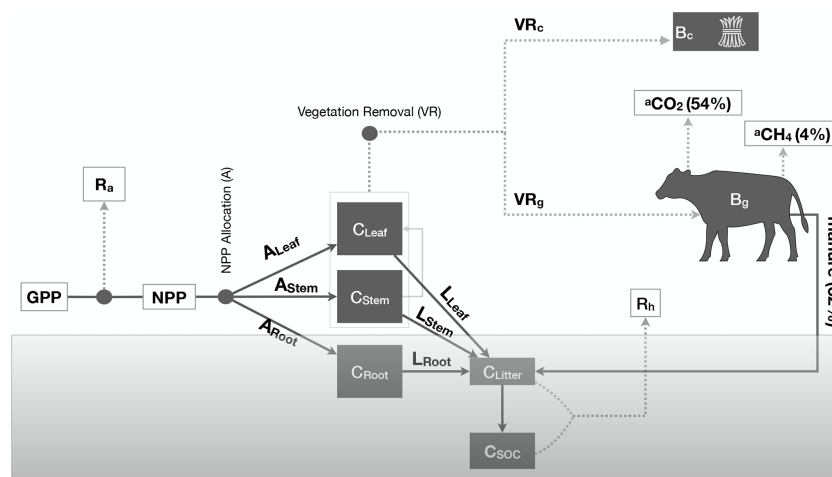 VRc
Bc
Vegetation Removal (VR)
aCO2 (54%)
aCH4 (4%)
Ra
NPP Allocation (A)
CLeaf
VRg
Bg
ALeaf
GPP
NPP
AStem
CStem
LLeaf
LStem
Rh
ARoot
CRoot
LRoot
CLitter
CSOC